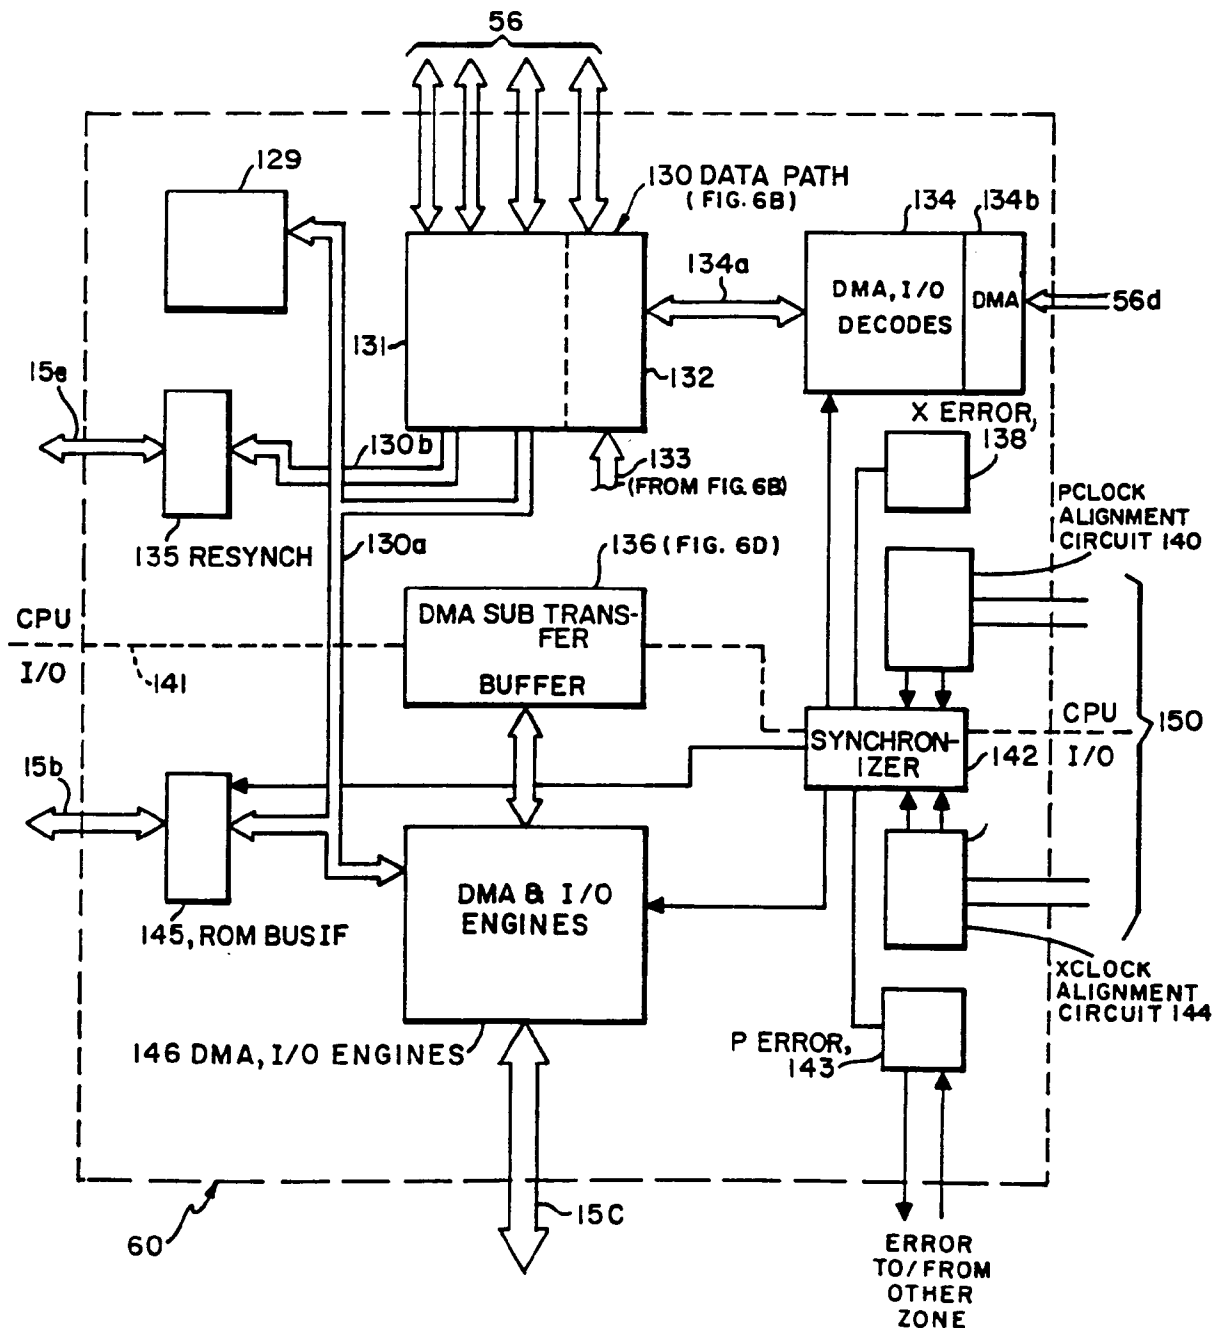 56
129
130 DATA PATH
(FIG. 6B)
134
134b
134a
DMA, I/O
DECODES
DMA
56d
131
132
15e
X ERROR,
138
130b
133
(FROM FIG. 6B)
PCLOCK
ALIGNMENT
CIRCUIT 140
135 RESYNCH
130a
136 (FIG. 6D)
CPU
I/O
141
DMA SUB TRANS-
FER
BUFFER
CPU
I/O
150
SYNCHRON-
IZER
142
15b
DMA & I/O
ENGINES
145, ROM BUSIF
XCLOCK
ALIGNMENT
CIRCUIT 144
146 DMA, I/O ENGINES
P ERROR,
143
15C
60
ERROR
TO/FROM
OTHER
ZONE